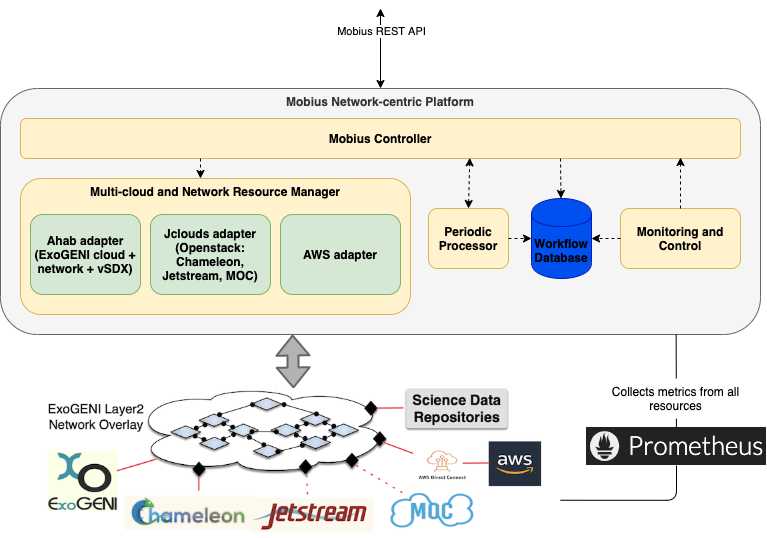 Mobius REST API
Mobius Network-centric Platform
Mobius Controller
Multi-cloud and Network Resource Manager
Ahab adapter
(ExoGENI cloud +
network + vSDX)
Jclouds adapter
(Openstack:
Chameleon,
Jetstream, MOC)
AWS adapter
Periodic
Processor
Workflow
Database
Monitoring and
Control
ExoGENI Layer2
Network Overlay
Science Data
Repositories
Collects metrics from all
resources
Prometheus
AWS Direct Connect
aws
ExoGENI
Chameleon
Jetstream
MOC